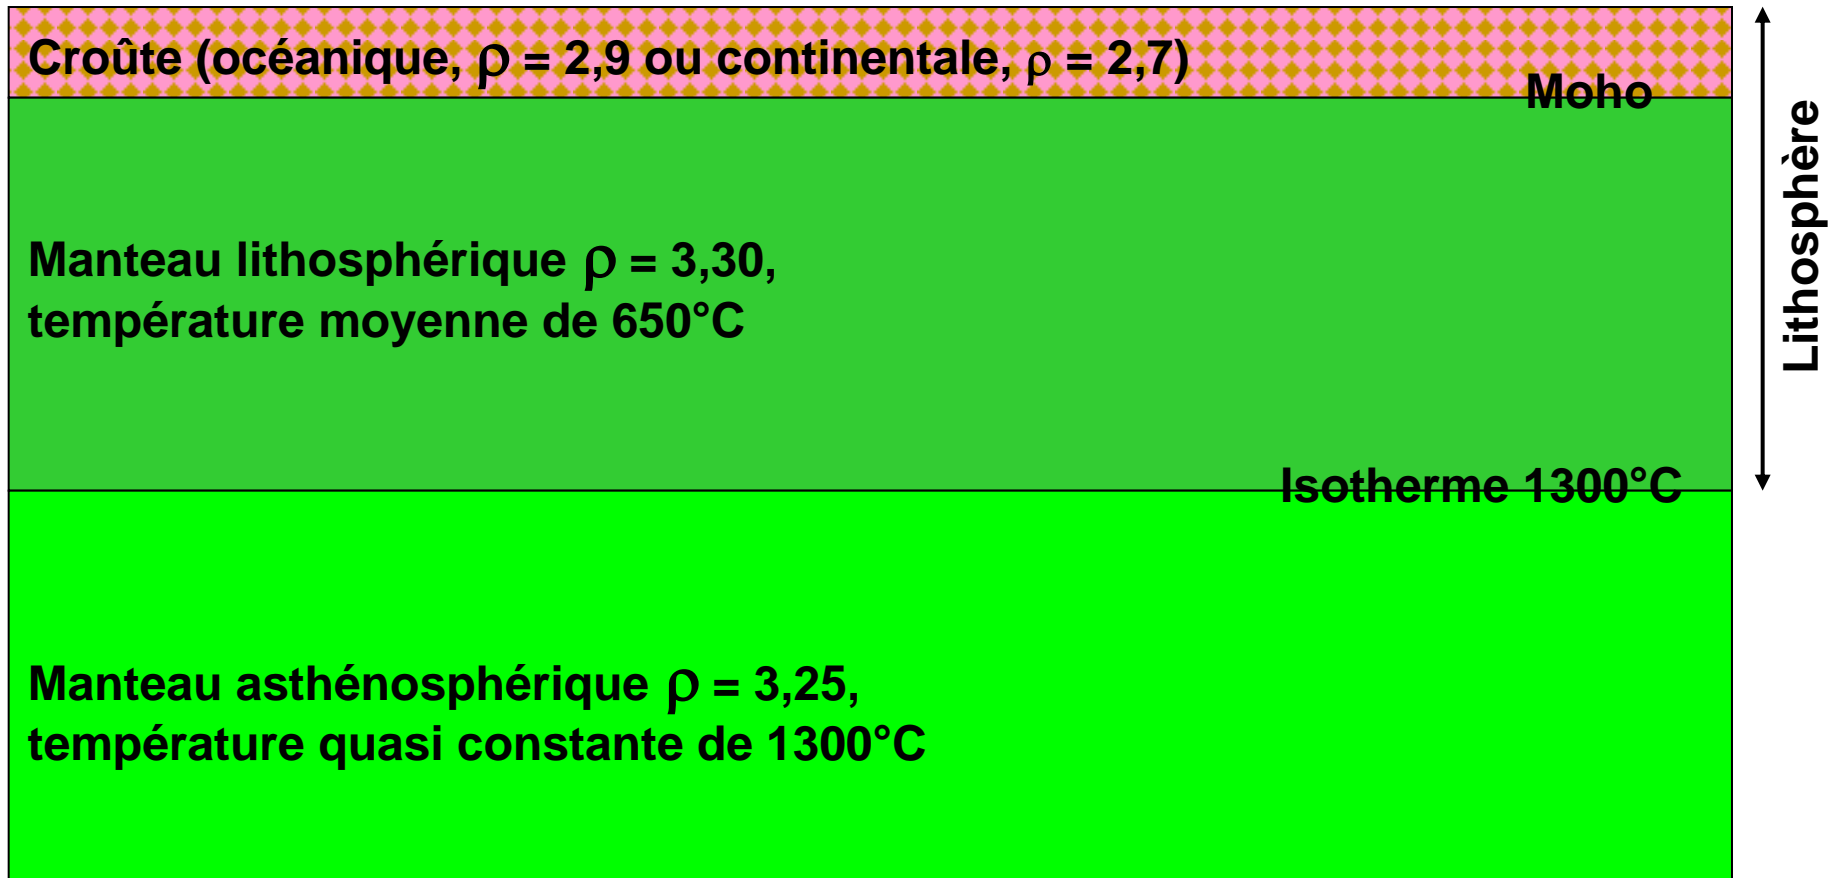 Croûte (océanique, ρ = 2,9 ou continentale, ρ = 2,7)
Moho
Lithosphère
Manteau lithosphérique ρ = 3,30,
température moyenne de 650°C
Isotherme 1300°C
Manteau asthénosphérique ρ = 3,25,
température quasi constante de 1300°C